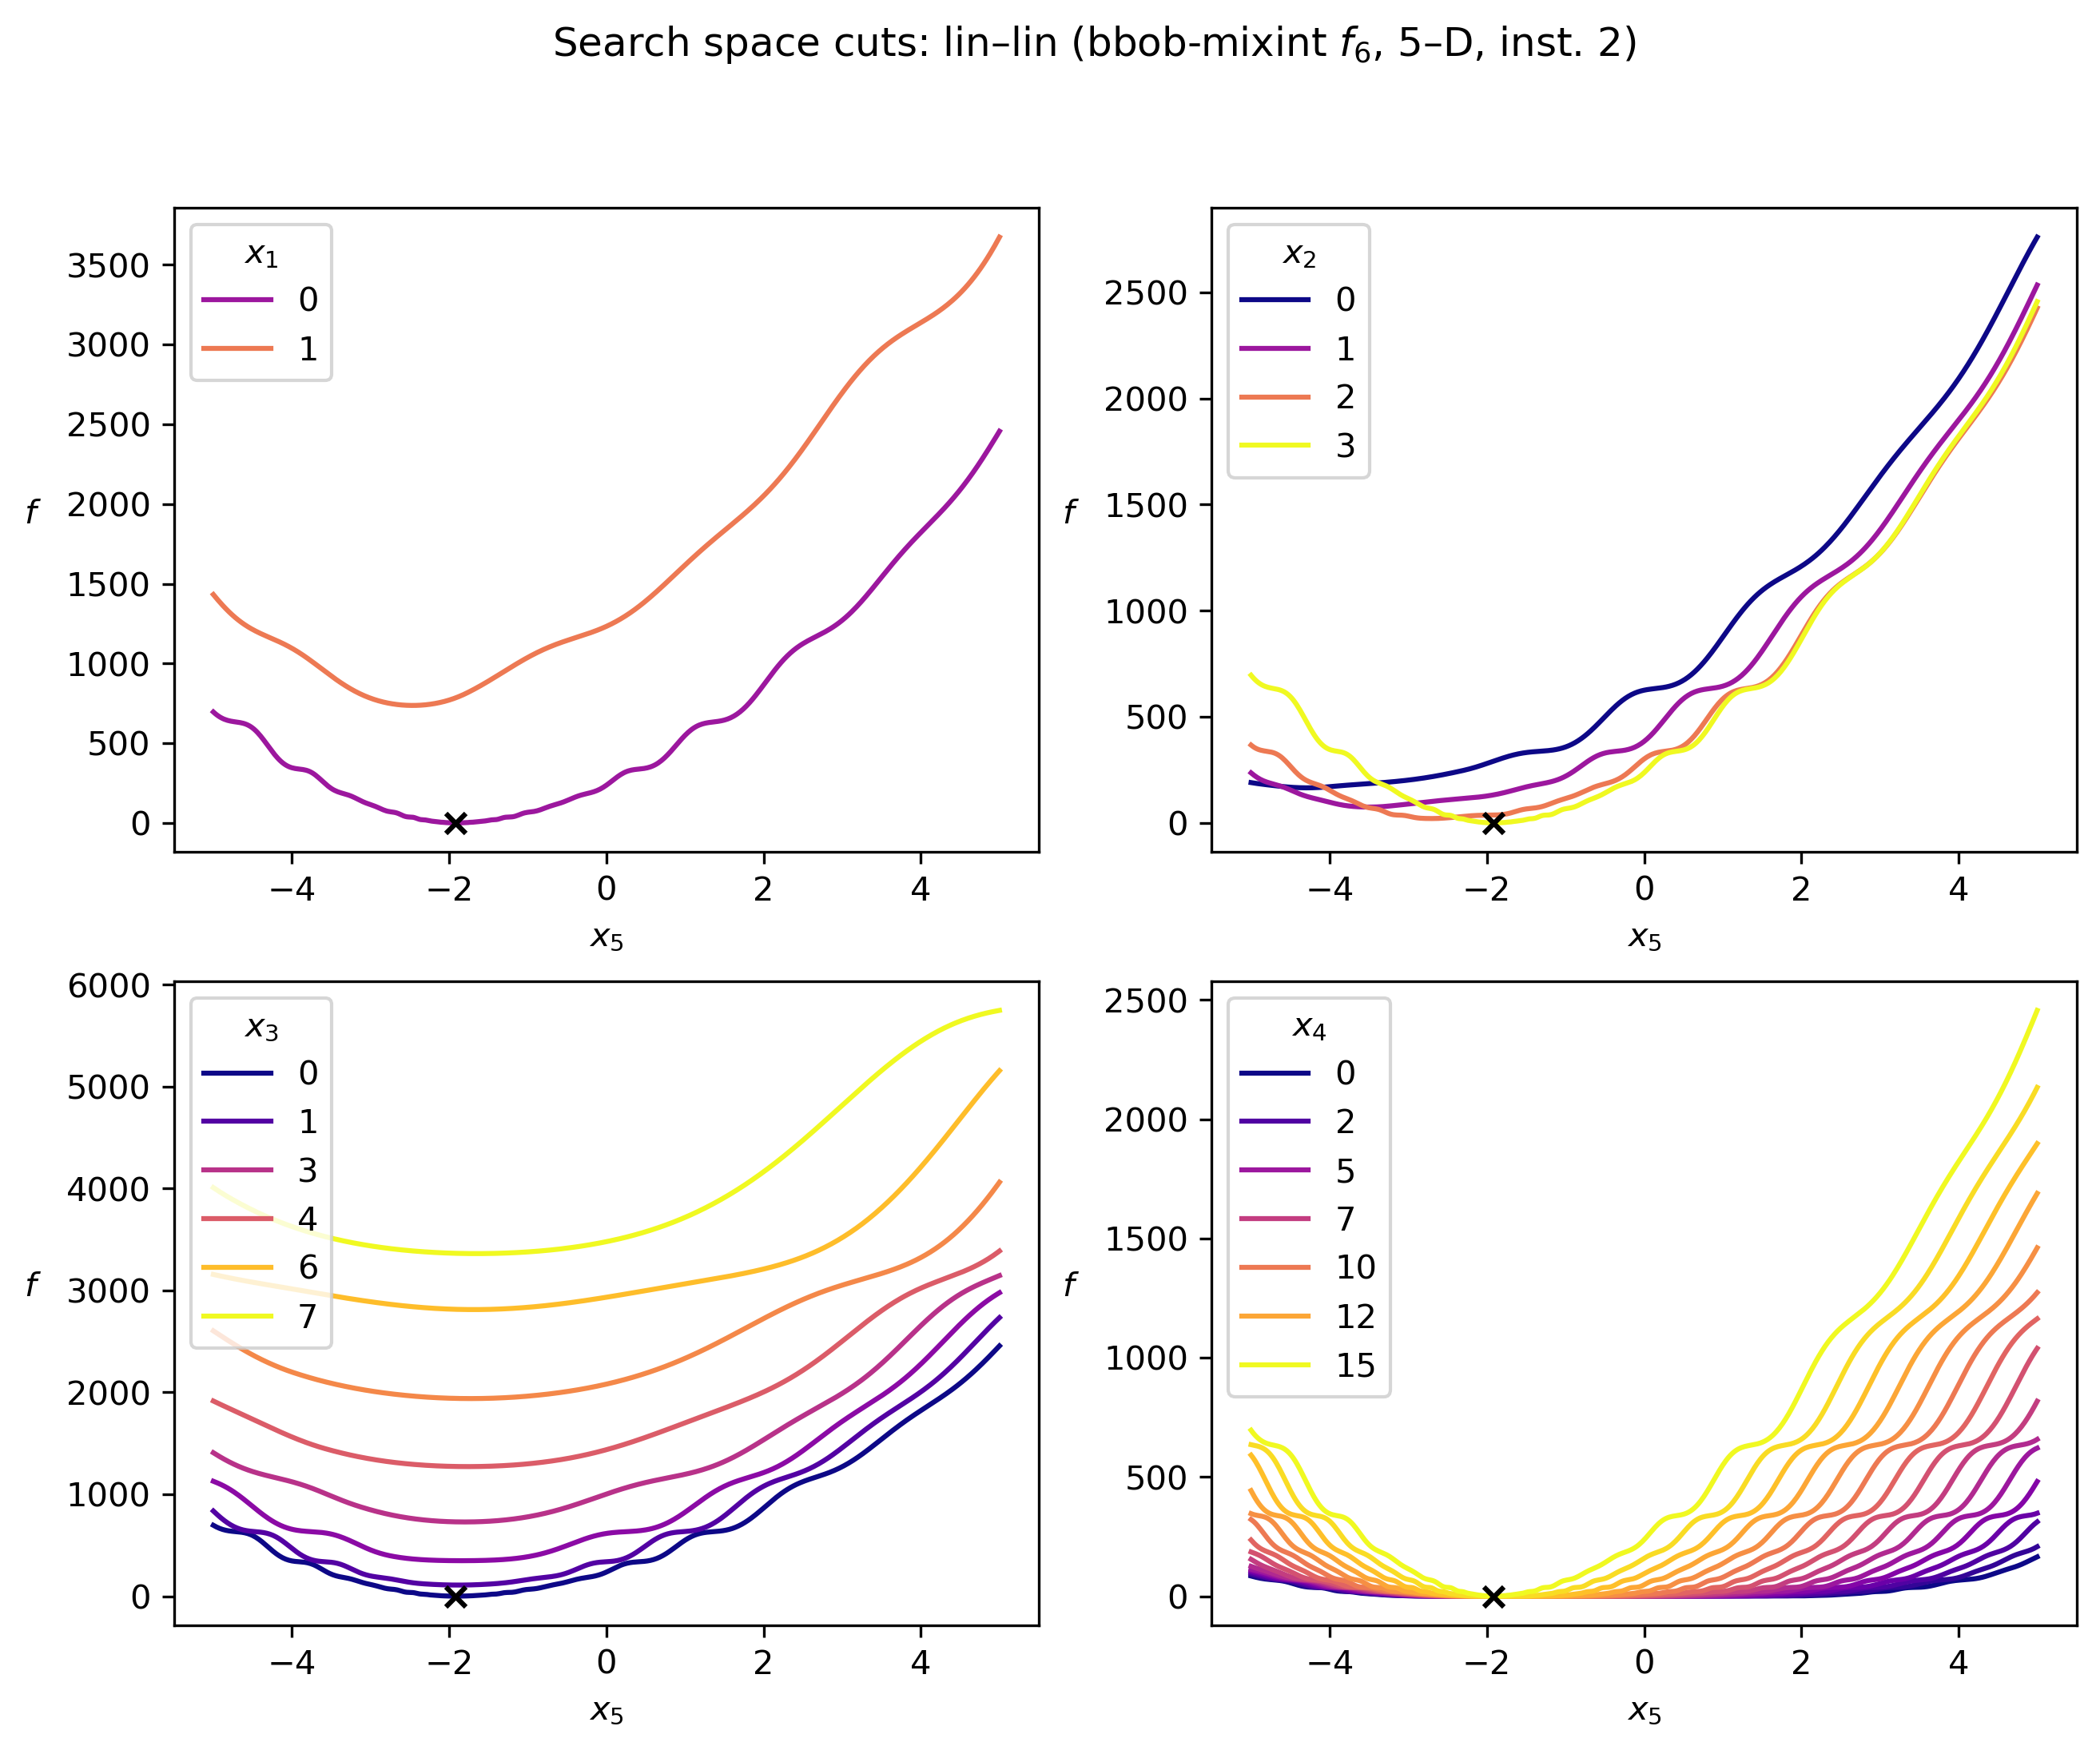 Search space cuts: lin–lin (bbob-mixint f₆, 5–D, inst. 2)
x₁
0
1
3500
3000
2500
2000
1500
1000
500
0
f
−4 −2 0 2 4
x₅
x₂
0
1
2
3
2500
2000
1500
1000
500
0
f
−4 −2 0 2 4
x₅
x₃
0
1
3
4
6
7
6000
5000
4000
3000
2000
1000
0
f
−4 −2 0 2 4
x₅
x₄
0
2
5
7
10
12
15
2500
2000
1500
1000
500
0
f
−4 −2 0 2 4
x₅